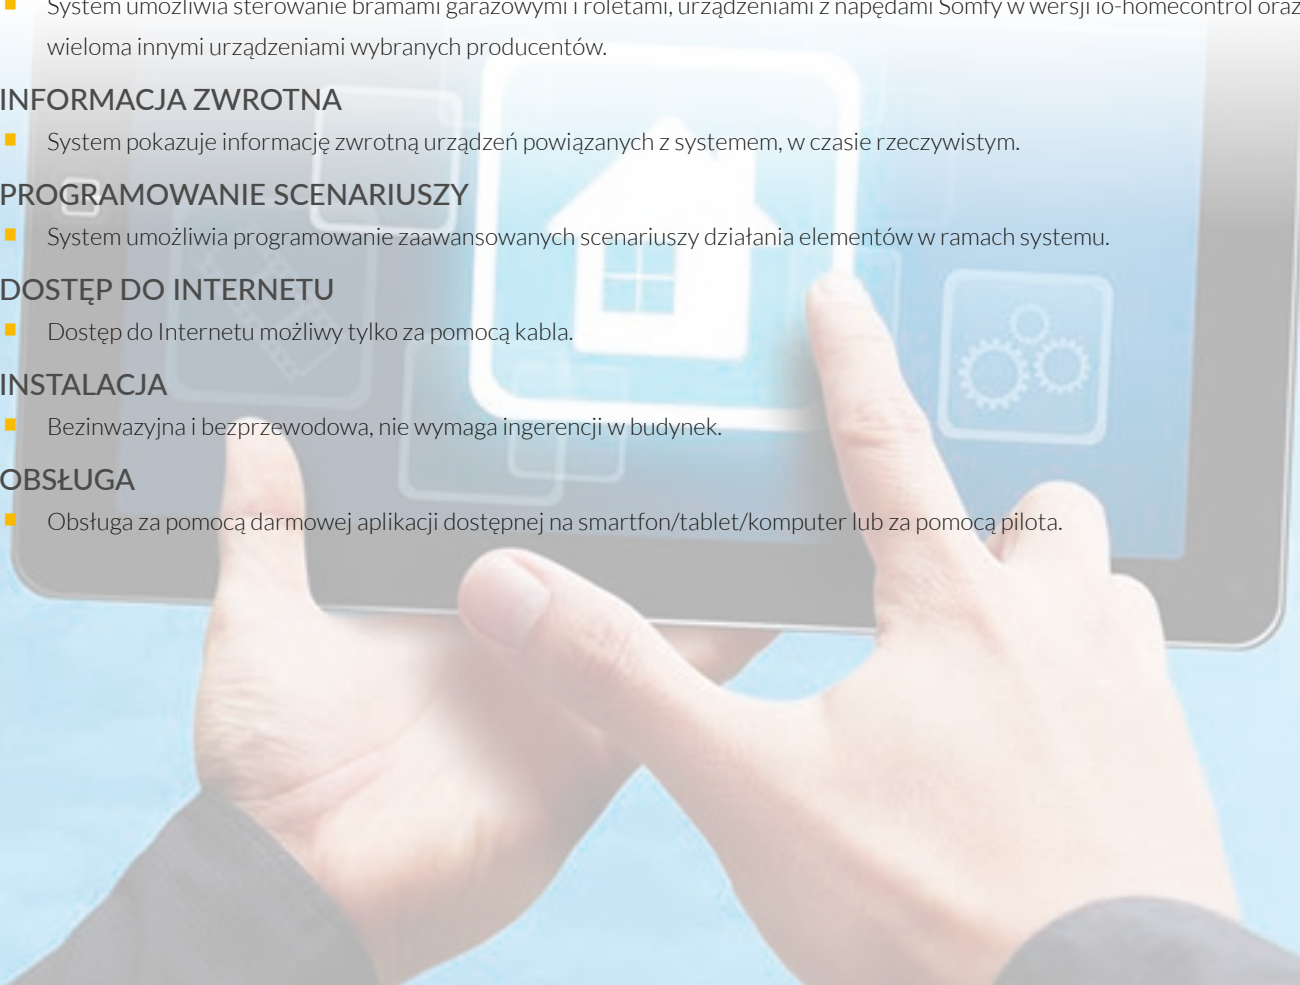 System umożliwia sterowanie bramami garażowymi i roletami, urządzeniami z napędami Somfy w wersji io-homecontrol oraz
wieloma innymi urządzeniami wybranych producentów.
INFORMACJA ZWROTNA
System pokazuje informację zwrotną urządzeń powiązanych z systemem, w czasie rzeczywistym.
PROGRAMOWANIE SCENARIUSZY
System umożliwia programowanie zaawansowanych scenariuszy działania elementów w ramach systemu.
DOSTĘP DO INTERNETU
Dostęp do Internetu możliwy tylko za pomocą kabla.
INSTALACJA
Bezinwazyjna i bezprzewodowa, nie wymaga ingerencji w budynek.
OBSŁUGA
Obsługa za pomocą darmowej aplikacji dostępnej na smartfon/tablet/komputer lub za pomocą pilota.